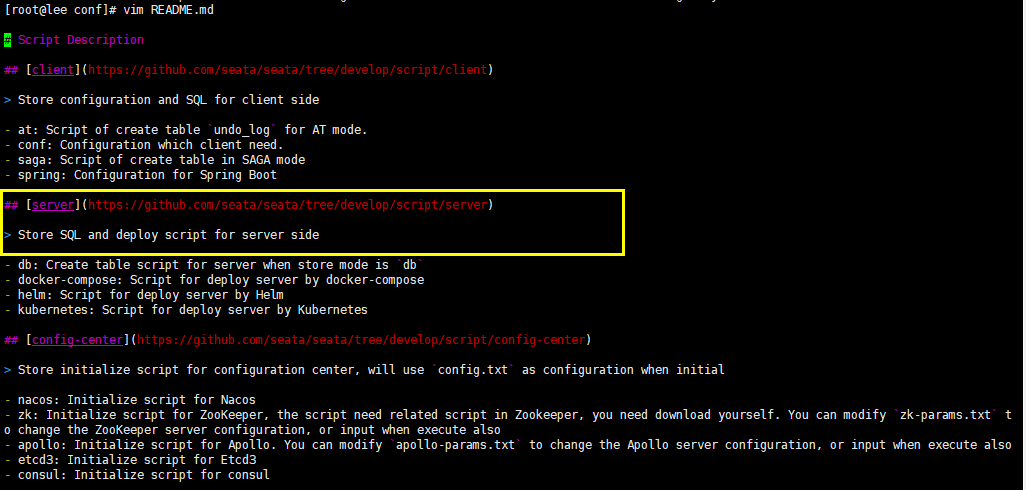 [root@lee conf]# vim README.md
# Script Description
## [client](https://github.com/seata/seata/tree/develop/script/client)
> Store configuration and SQL for client side
- at: Script of create table `undo_log` for AT mode.
- conf: Configuration which client need.
- saga: Script of create table in SAGA mode
- spring: Configuration for Spring Boot
## [server](https://github.com/seata/seata/tree/develop/script/server)
> Store SQL and deploy script for server side
- db: Create table script for server when store mode is `db`
- docker-compose: Script for deploy server by docker-compose
- helm: Script for deploy server by Helm
- kubernetes: Script for deploy server by Kubernetes
## [config-center](https://github.com/seata/seata/tree/develop/script/config-center)
> Store initialize script for configuration center, will use `config.txt` as configuration when initial
- nacos: Initialize script for Nacos
- zk: Initialize script for ZooKeeper, the script need related script in Zookeeper, you need download yourself. You can modify `zk-params.txt` t
o change the ZooKeeper server configuration, or input when execute also
- apollo: Initialize script for Apollo. You can modify `apollo-params.txt` to change the Apollo server configuration, or input when execute also
- etcd3: Initialize script for Etcd3
- consul: Initialize script for consul